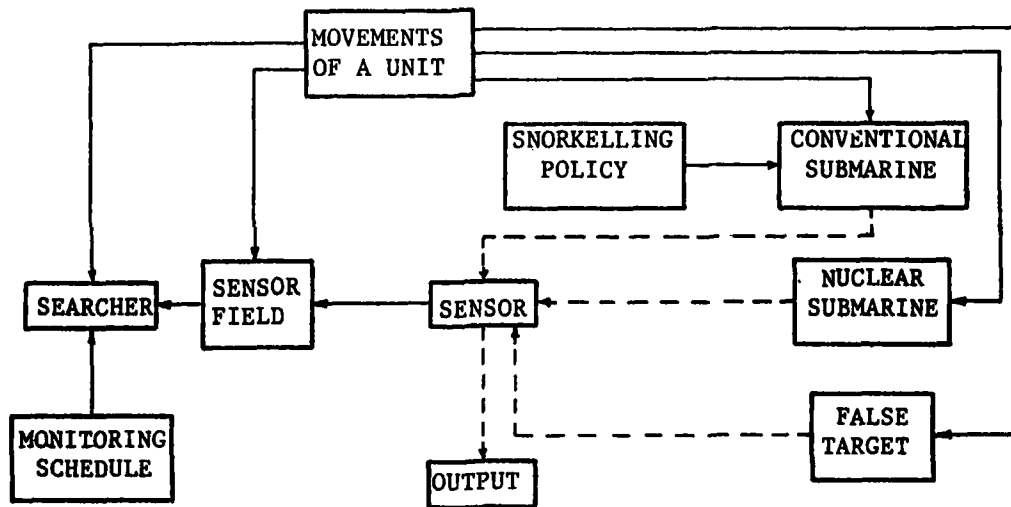 MOVEMENTS
OF A UNIT
SNORKELLING
POLICY
CONVENTIONAL
SUBMARINE
SEARCHER
SENSOR
FIELD
SENSOR
NUCLEAR
SUBMARINE
MONITORING
SCHEDULE
OUTPUT
FALSE
TARGET